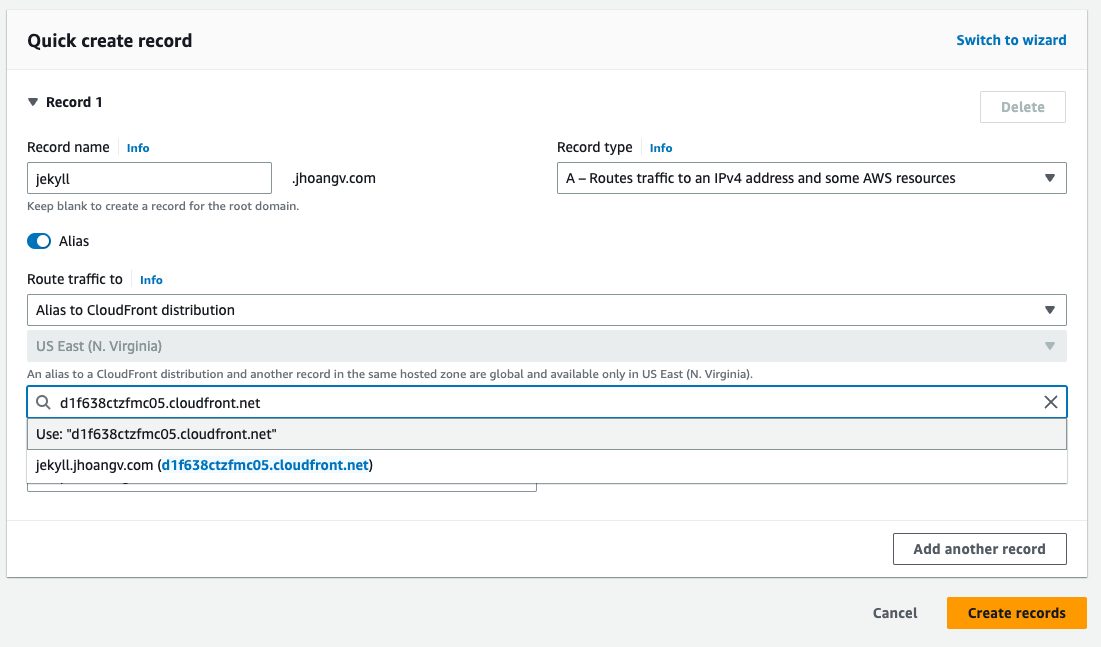 Quick create record
Switch to wizard
Record 1
Delete
Record name Info
Record type Info
jekyll .jhoangv.com
A – Routes traffic to an IPv4 address and some AWS resources
Keep blank to create a record for the root domain.
Alias
Route traffic to Info
Alias to CloudFront distribution
US East (N. Virginia)
An alias to a CloudFront distribution and another record in the same hosted zone are global and available only in US East (N. Virginia).
d1f638ctzfmc05.cloudfront.net
Use: "d1f638ctzfmc05.cloudfront.net"
jekyll.jhoangv.com (d1f638ctzfmc05.cloudfront.net)
Add another record
Cancel
Create records